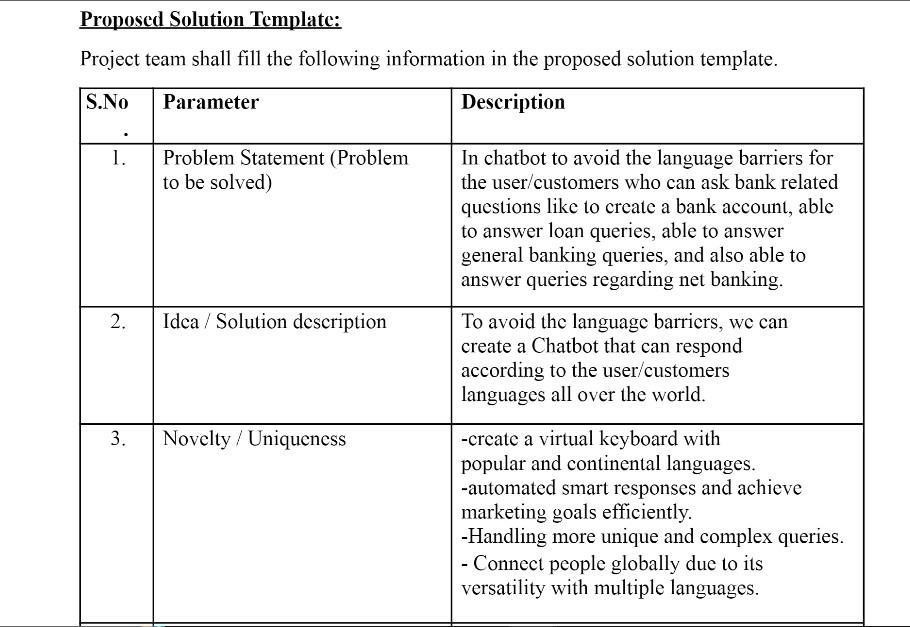 Proposed Solution Template:
Project team shall fill the following information in the proposed solution template.
S.No
.
Parameter
Description
1.
Problem Statement (Problem
to be solved)
In chatbot to avoid the language barriers for
the user/customers who can ask bank related
questions like to create a bank account, able
to answer loan queries, able to answer
general banking queries, and also able to
answer queries regarding net banking.
2.
Idea / Solution description
To avoid the language barriers, we can
create a Chatbot that can respond
according to the user/customers
languages all over the world.
3.
Novelty / Uniqueness
-create a virtual keyboard with
popular and continental languages.
-automated smart responses and achieve
marketing goals efficiently.
-Handling more unique and complex queries.
- Connect people globally due to its
versatility with multiple languages.